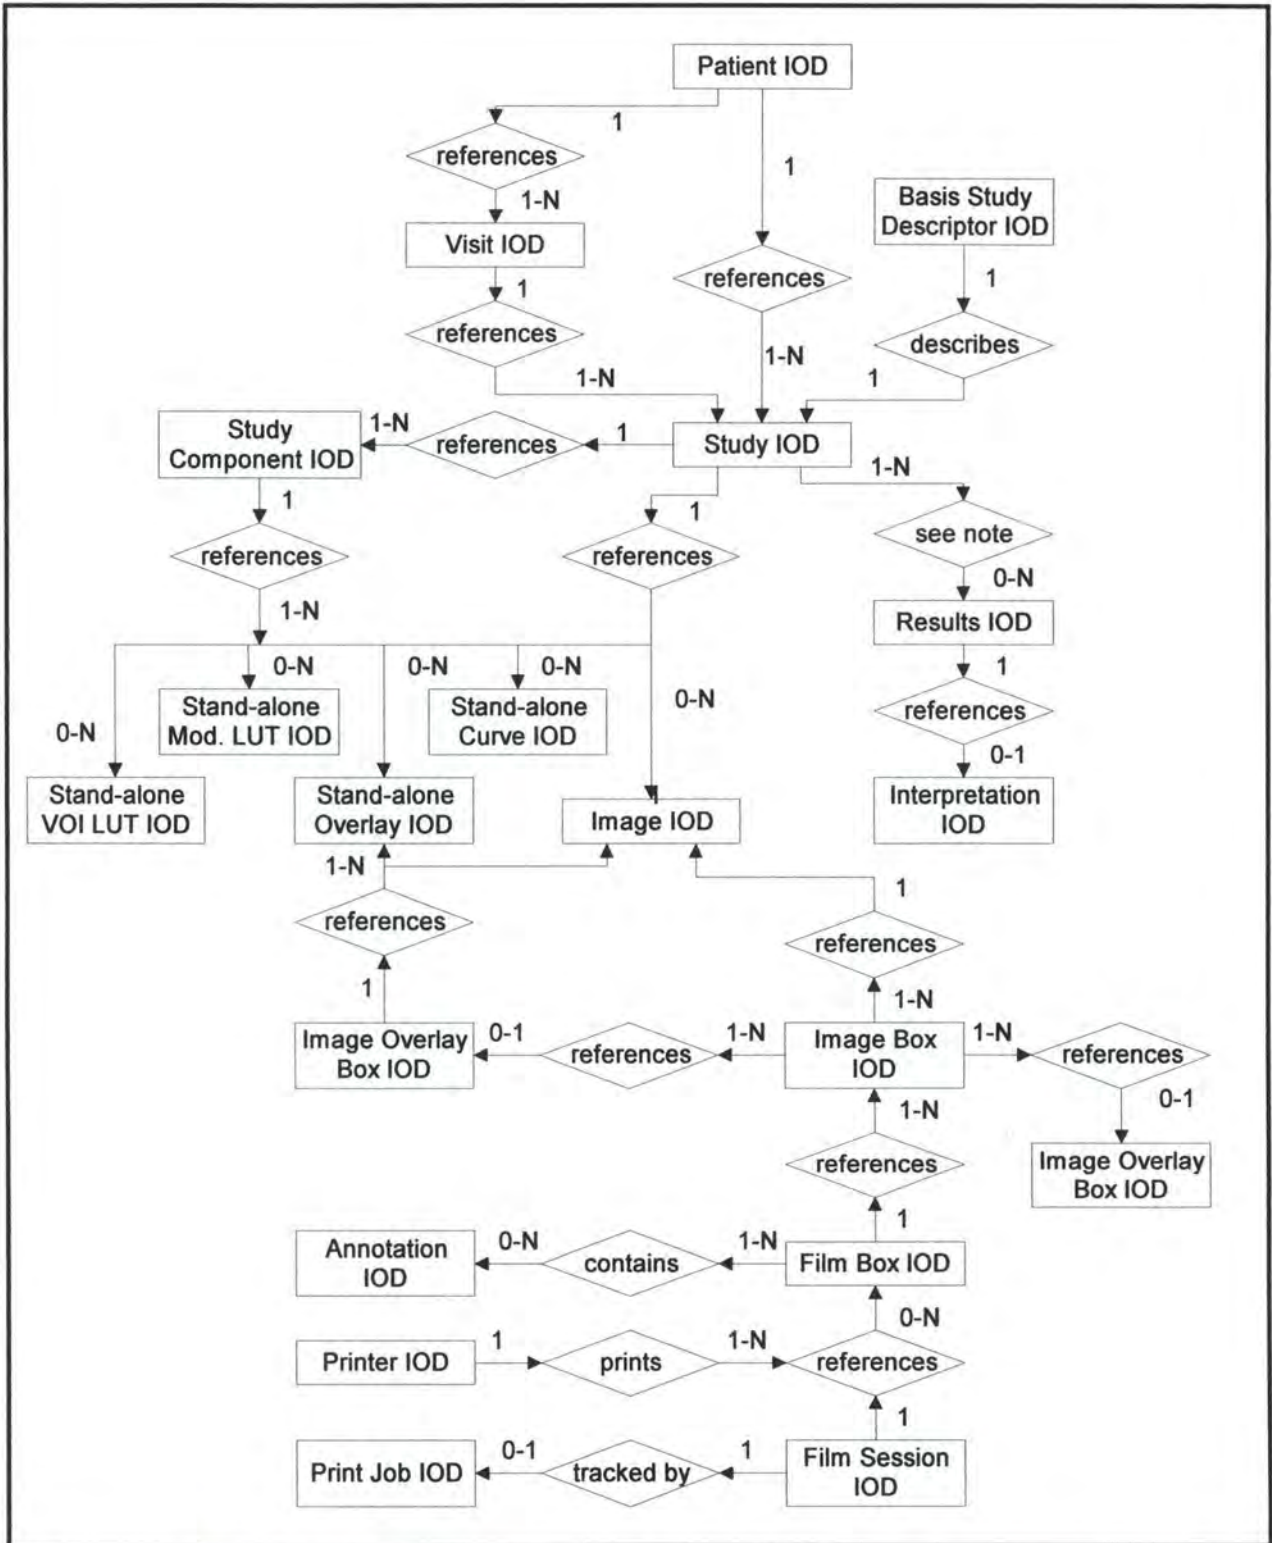 Patient IOD
1
references
1
1-N
Basis Study
Descriptor IOD
Visit IOD
references
1
1
references
describes
1-N
1-N
1
Study
Component IOD
1-N
references
1
Study IOD
1-N
1
1
references
references
see note
0-N
1-N
Results IOD
0-N
0-N
0-N
1
0-N
Stand-alone
Mod. LUT IOD
Stand-alone
Curve IOD
references
0-N
0-1
Stand-alone
VOI LUT IOD
Stand-alone
Overlay IOD
Image IOD
Interpretation
IOD
1-N
1
references
references
1
1-N
Image Overlay
Box IOD
0-1
references
1-N
Image Box
IOD
1-N
references
0-1
1-N
references
Image Overlay
Box IOD
1
Annotation
IOD
0-N
contains
1-N
Film Box IOD
0-N
Printer IOD
1
prints
1-N
references
1
Print Job IOD
0-1
tracked by
1
Film Session
IOD